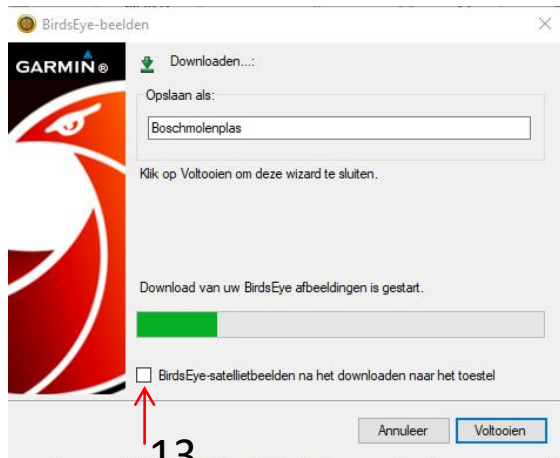 BirdsEye-beelden
GARMIN®
Downloaden...:
Opslaan als:
Boschmolenplas
Klik op Voltooien om deze wizard te sluiten.
Download van uw BirdsEye afbeeldingen is gestart.
BirdsEye-satellietbeelden na het downloaden naar het toestel
13
Annuleer
Voltooien